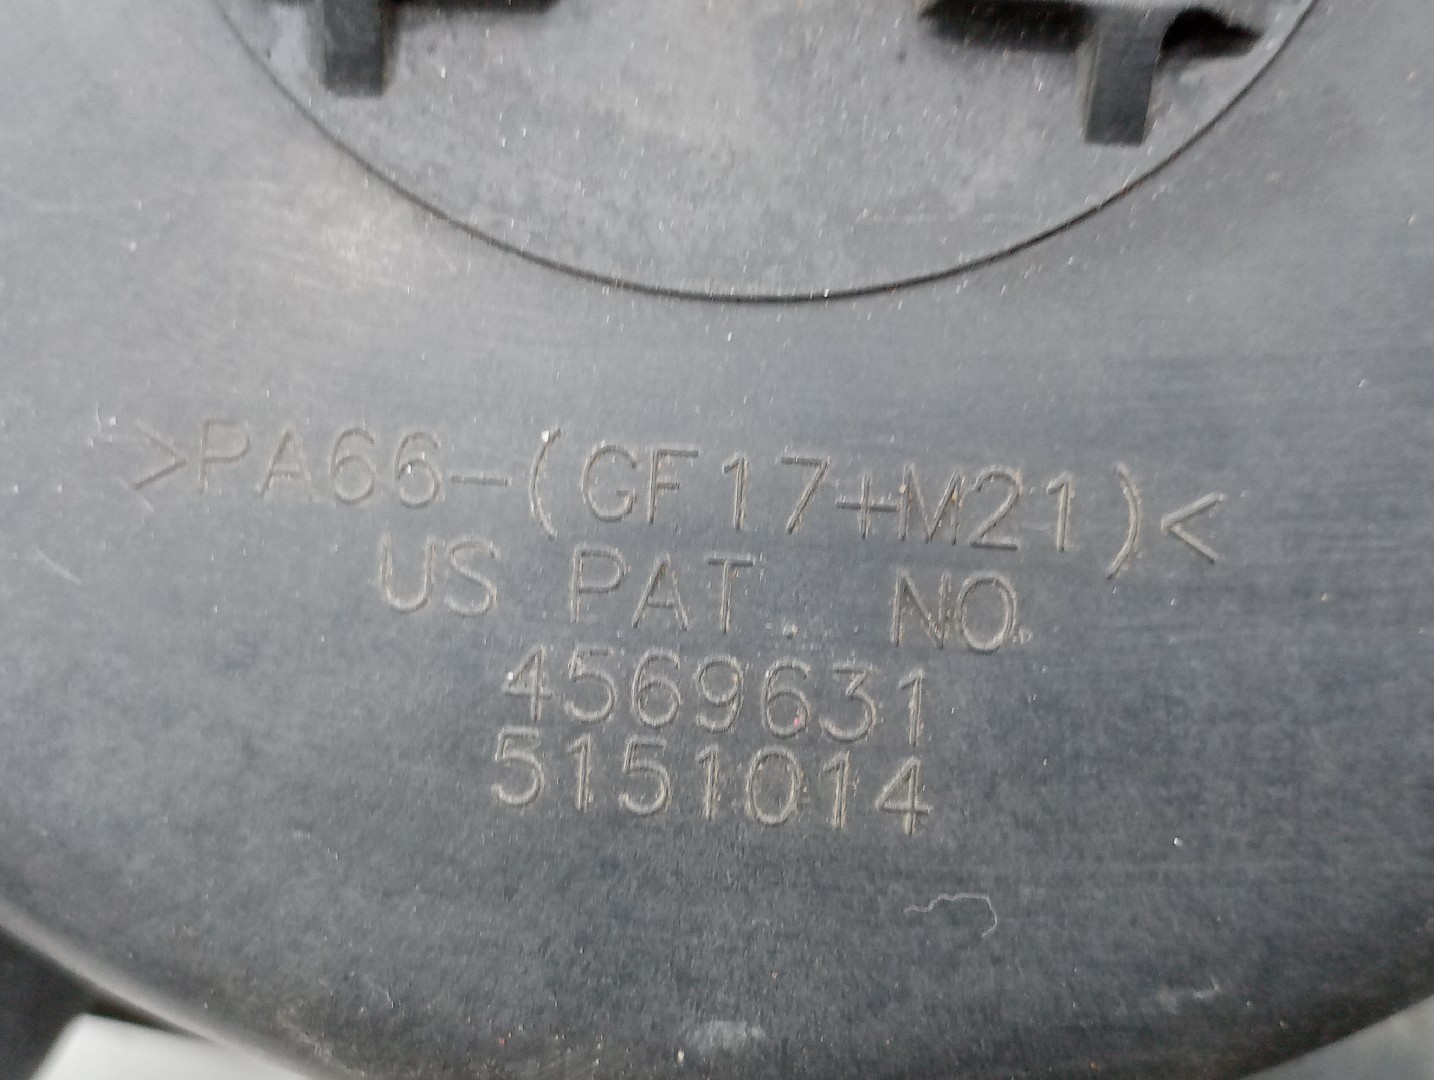 >PA66-(GF17+M21)<
US PAT. NO.
4569631
5151014